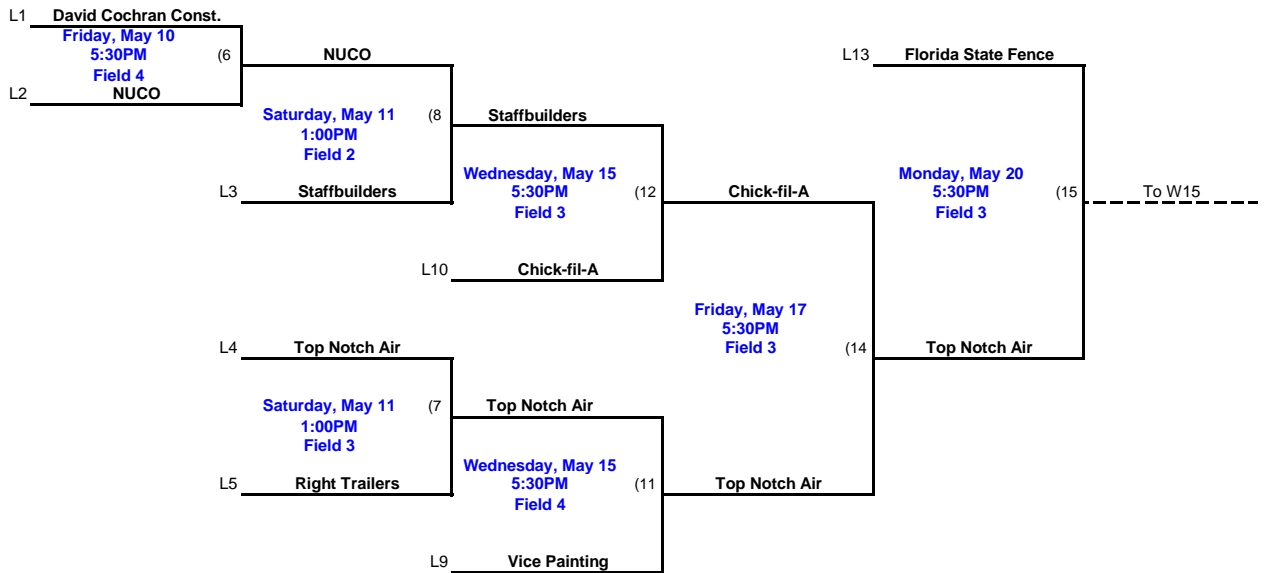 L1 David Cochran Const.
Friday, May 10
5:30PM
Field 4
(6
L2 NUCO
NUCO
Saturday, May 11
1:00PM
Field 2
(8
L3 Staffbuilders
Staffbuilders
Wednesday, May 15
5:30PM
Field 3
(12
L10 Chick-fil-A
Chick-fil-A
L4 Top Notch Air
Saturday, May 11
1:00PM
Field 3
(7
L5 Right Trailers
Top Notch Air
Wednesday, May 15
5:30PM
Field 4
(11
L9 Vice Painting
Top Notch Air
Friday, May 17
5:30PM
Field 3
(14
L13 Florida State Fence
Monday, May 20
5:30PM
Field 3
(15
Top Notch Air
To W15